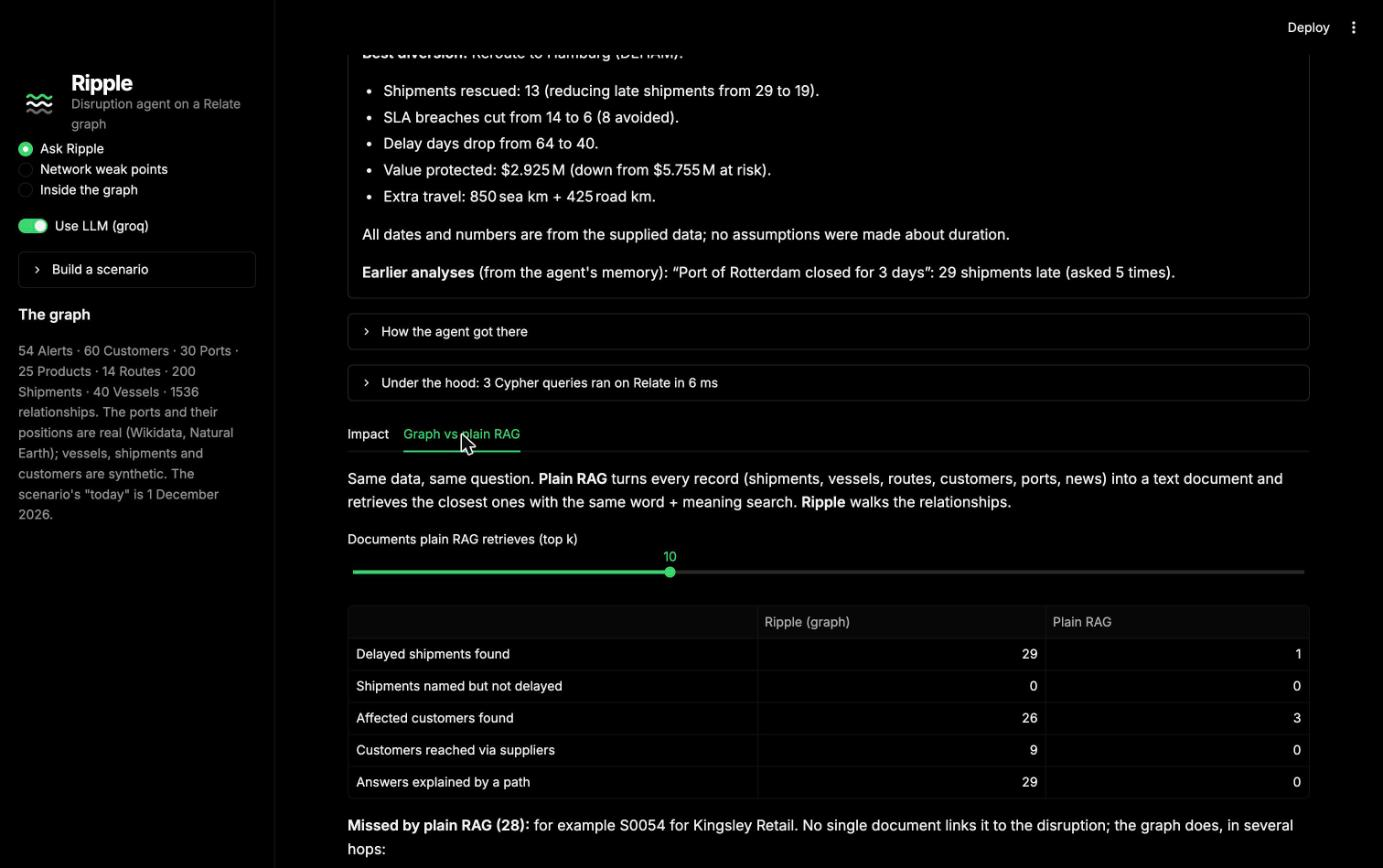 Deploy
Ripple
Disruption agent on a Relate
graph
Ask Ripple
Network weak points
Inside the graph
Use LLM (groq)
Build a scenario
The graph
54 Alerts · 60 Customers · 30 Ports ·
25 Products · 14 Routes · 200
Shipments · 40 Vessels · 1536
relationships. The ports and their
positions are real (Wikidata, Natural
Earth); vessels, shipments and
customers are synthetic. The
scenario's "today" is 1 December
2026.
Best diversion: Reroute to Hamburg (DEHAM).
• Shipments rescued: 13 (reducing late shipments from 29 to 19).
• SLA breaches cut from 14 to 6 (8 avoided).
• Delay days drop from 64 to 40.
• Value protected: $2.925 M (down from $5.755 M at risk).
• Extra travel: 850 sea km + 425 road km.
All dates and numbers are from the supplied data; no assumptions were made about duration.
Earlier analyses (from the agent's memory): “Port of Rotterdam closed for 3 days”: 29 shipments late (asked 5 times).
How the agent got there
Under the hood: 3 Cypher queries ran on Relate in 6 ms
Impact Graph vs plain RAG
Same data, same question. Plain RAG turns every record (shipments, vessels, routes, customers, ports, news) into a text document and
retrieves the closest ones with the same word + meaning search. Ripple walks the relationships.
Documents plain RAG retrieves (top k)
10
Ripple (graph) Plain RAG
Delayed shipments found 29 1
Shipments named but not delayed 0 0
Affected customers found 26 3
Customers reached via suppliers 9 0
Answers explained by a path 29 0
Missed by plain RAG (28): for example S0054 for Kingsley Retail. No single document links it to the disruption; the graph does, in several
hops: